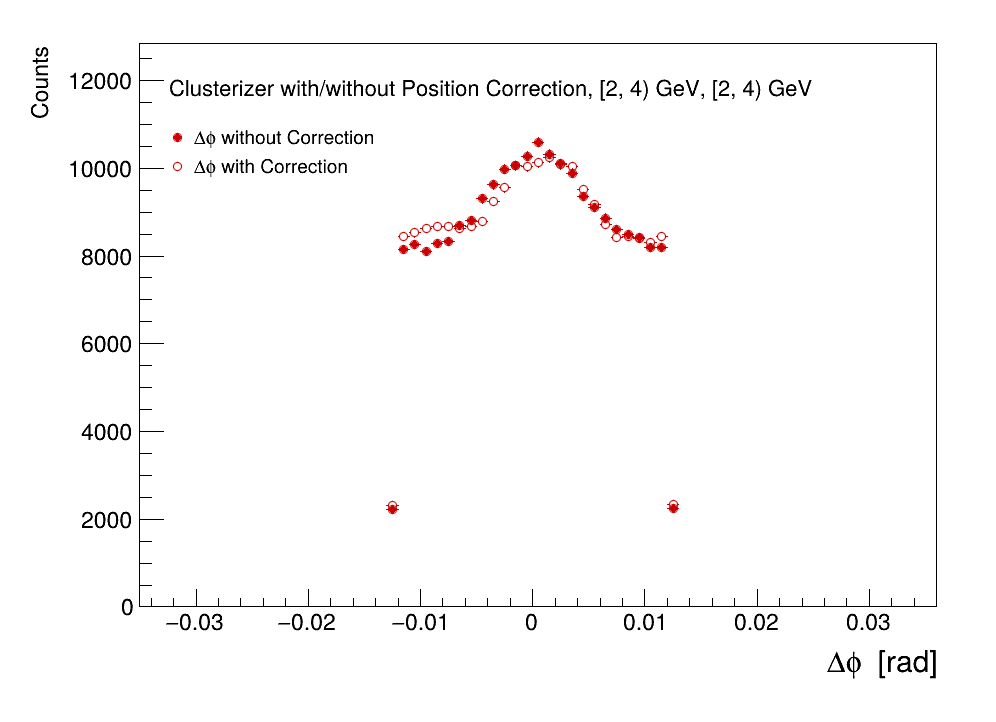 Counts
12000
10000
8000
6000
4000
2000
0
Clusterizer with/without Position Correction, [2, 4) GeV, [2, 4) GeV
Δϕ without Correction
Δϕ with Correction
−0.03 −0.02 −0.01 0 0.01 0.02 0.03
Δϕ [rad]